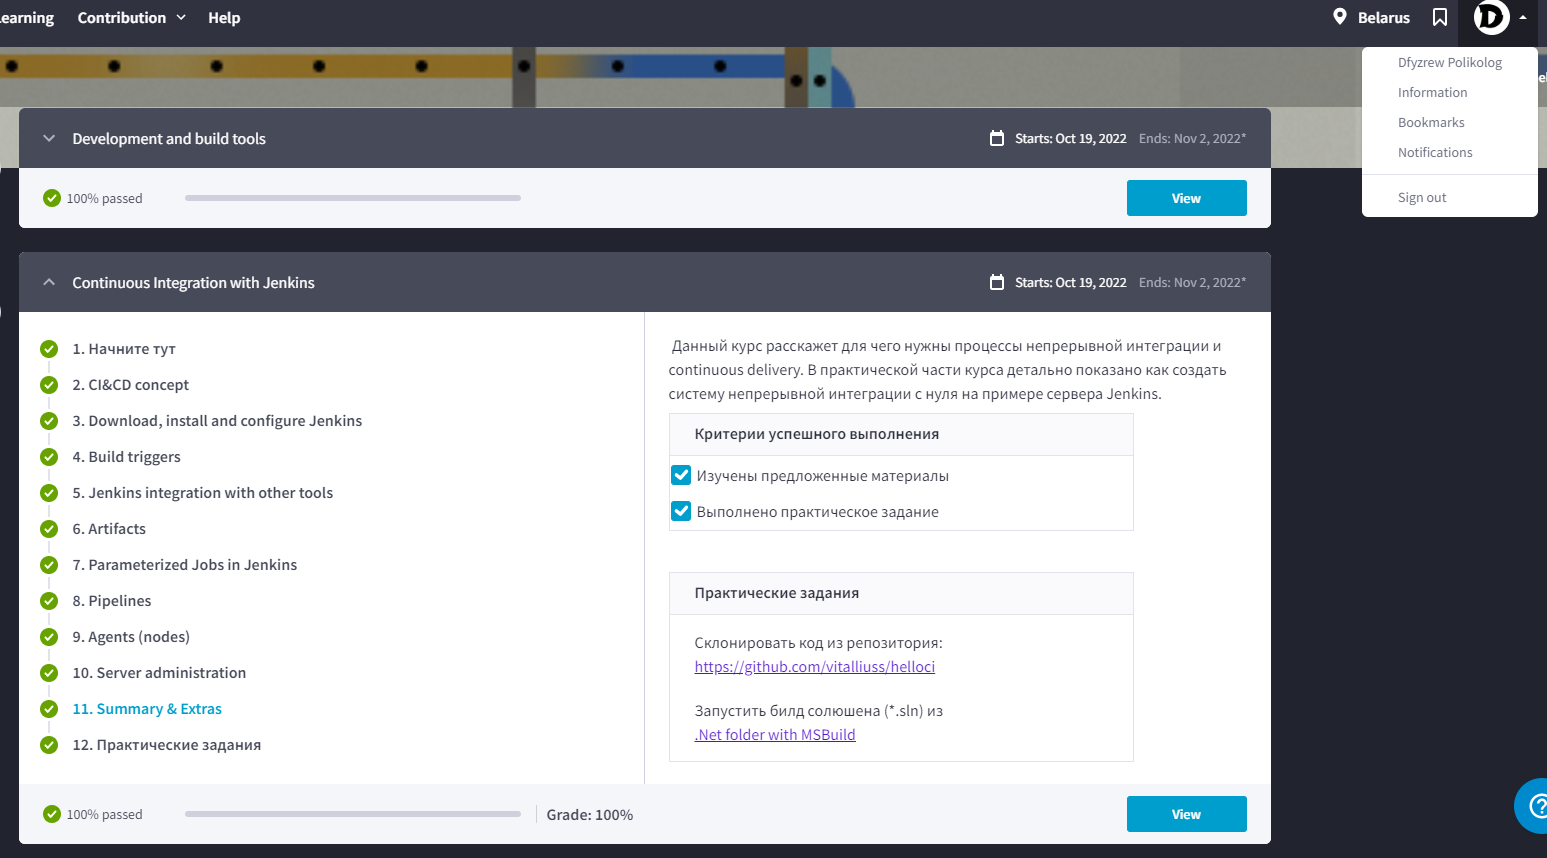 Contribution
Help
Belarus
D
Dfyzrew Polikolog
Information
Bookmarks
Notifications
Sign out
Development and build tools
Starts: Oct 19, 2022 Ends: Nov 2, 2022*
100% passed
View
Continuous Integration with Jenkins
Starts: Oct 19, 2022 Ends: Nov 2, 2022*
1. Начните тут
2. CI&CD concept
3. Download, install and configure Jenkins
4. Build triggers
5. Jenkins integration with other tools
6. Artifacts
7. Parameterized Jobs in Jenkins
8. Pipelines
9. Agents (nodes)
10. Server administration
11. Summary & Extras
12. Практические задания
Данный курс расскажет для чего нужны процессы непрерывной интеграции и
continuous delivery. В практической части курса детально показано как создать
систему непрерывной интеграции с нуля на примере сервера Jenkins.
Критерии успешного выполнения
Изучены предложенные материалы
Выполнено практическое задание
Практические задания
Склонировать код из репозитория:
https://github.com/vitalliuss/helloci
Запустить билд солюшена (*.sln) из
.Net folder with MSBuild
100% passed
Grade: 100%
View